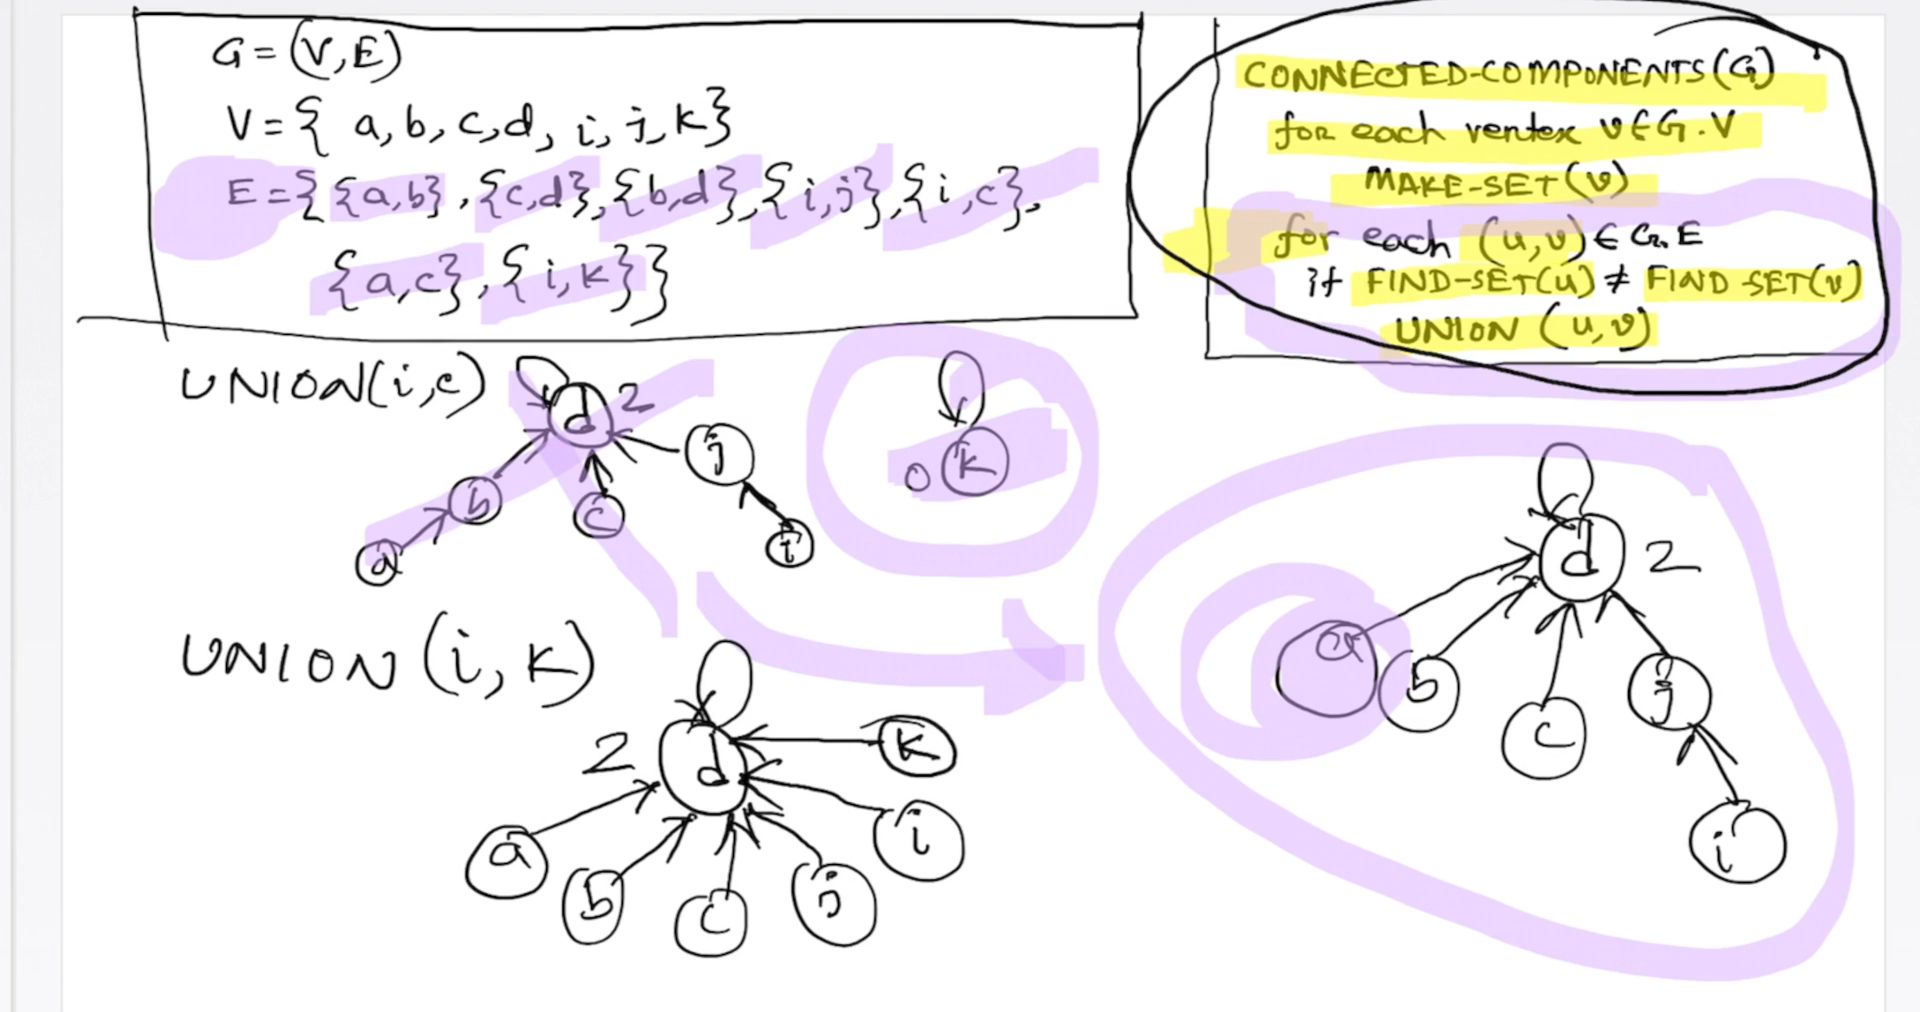 G = (V, E)
V = { a, b, c, d, i, j, k}
E = { {a,b}, {c,d}, {b,d}, {i,j}, {i,c},
{a,c}, {i,k}}
CONNECTED-COMPONENTS(G)
for each vertex v ∈ G.V
MAKE-SET(v)
for each (u,v) ∈ G.E
if FIND-SET(u) ≠ FIND-SET(v)
UNION (u,v)
UNION(i,c)
d 2
j
b
c
a
i
0 k
d 2
a
b
c
j
i
UNION (i, k)
2 d
k
a
b
c
j
i